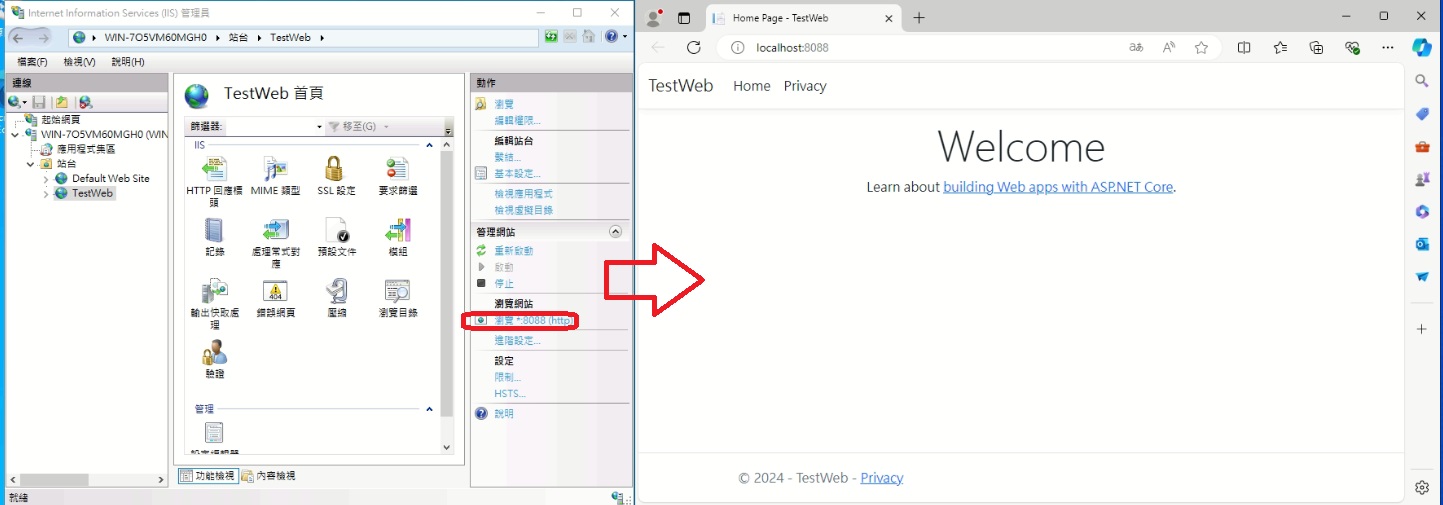 Internet Information Services (IIS) 管理員
WIN-7O5VM60MGH0 站台 TestWeb
檔案(F) 檢視(V) 說明(H)
連線
起始網頁
WIN-7O5VM60MGH0 (WIN
應用程式集區
站台
Default Web Site
TestWeb
TestWeb 首頁
篩選器: 移至(G)
IIS
HTTP 回應標頭
MIME 類型
SSL 設定
要求篩選
記錄
處理常式對應
預設文件
模組
輸出快取處理
錯誤網頁
404
壓縮
瀏覽目錄
驗證
管理
功能檢視 內容檢視
就緒
動作
瀏覽
編輯權限...
編輯站台
繫結...
基本設定...
檢視應用程式
檢視虛擬目錄
管理網站
重新啟動
啟動
停止
瀏覽網站
瀏覽 *:8088 (http)
進階設定...
設定
限制...
HSTS...
說明
Home Page - TestWeb
localhost:8088
TestWeb Home Privacy
Welcome
Learn about building Web apps with ASP.NET Core.
© 2024 - TestWeb - Privacy